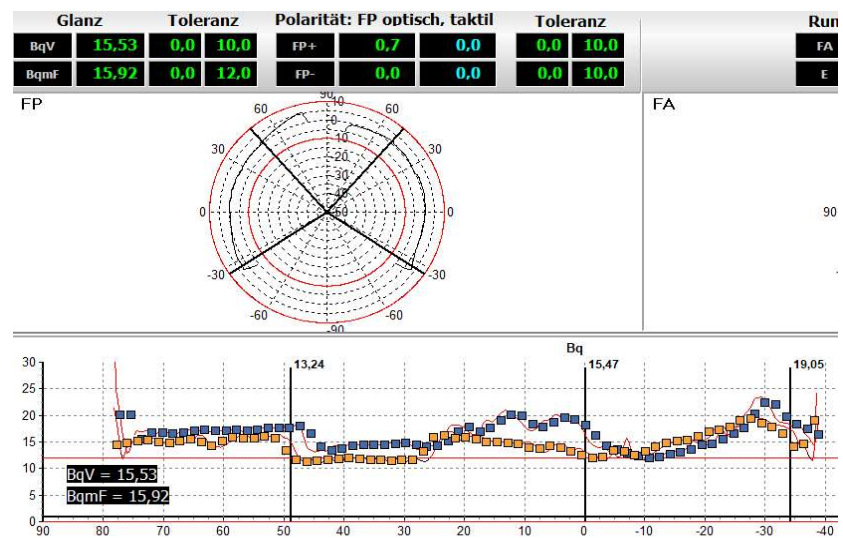 Glanz Toleranz Polarität: FP optisch, taktil Toleranz Run
BqV 15,53 0,0 10,0 FP+ 0,7 0,0 0,0 10,0 FA
BqmF 15,92 0,0 12,0 FP- 0,0 0,0 0,0 10,0 E
FP FA
90 10
60 60
0
30 -20 30
-30
0 0 90
-30 -30
-60 -60
-90
Bq
30 13,24 15,47 19,05
25
20
15
10
BqV = 15,53
5 BqmF = 15,92
0
90 80 70 60 50 40 30 20 10 0 -10 -20 -30 -40